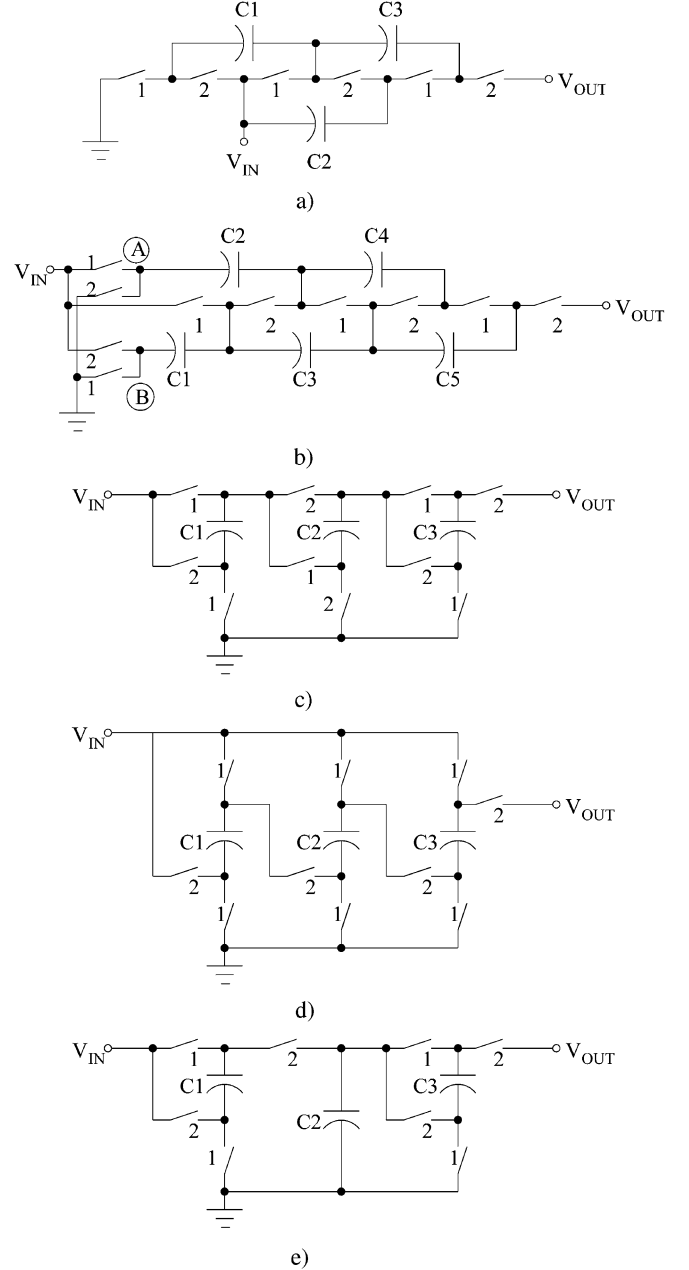 C1 C3
1 2 1 2 1 2 V_OUT
V_IN C2
a)
V_IN 1 A C2 C4
2
1 2 1 2 1 2 V_OUT
2
1 B C1 C3 C5
b)
V_IN 1 2 1 2 V_OUT
C1 C2 C3
2 1 2
1 2 1
c)
V_IN
1 1 1
2 V_OUT
C1 C2 C3
2 2 2
1 1 1
d)
V_IN 1 2 1 2 V_OUT
C1 C3
2 C2 2
1 1
e)